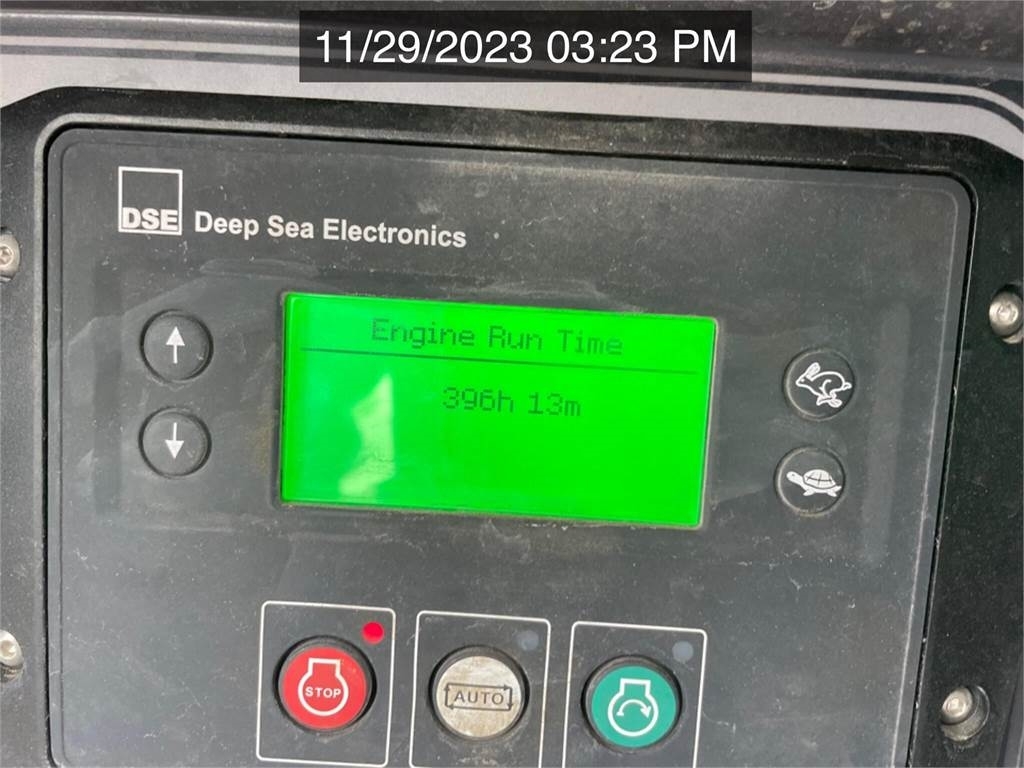 11/29/2023 03:23 PM
DSE Deep Sea Electronics
Engine Run Time
396h 13m
STOP
AUTO